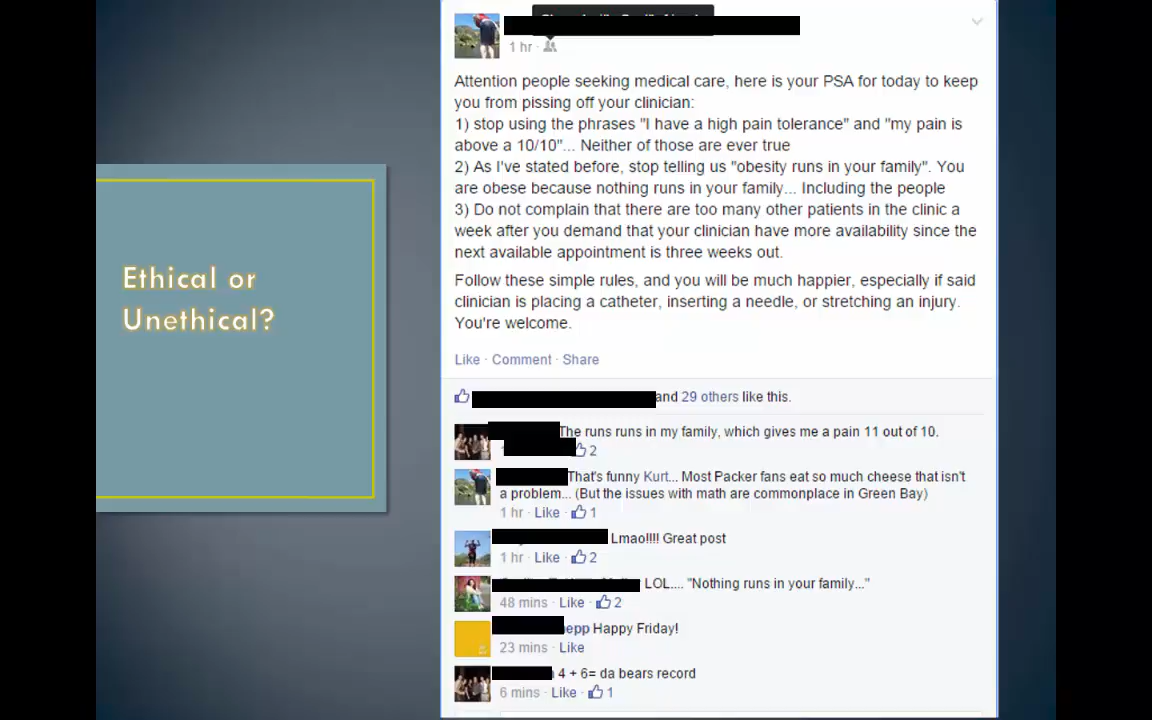 Ethical or
Unethical?
1 hr ·
Attention people seeking medical care, here is your PSA for today to keep
you from pissing off your clinician:
1) stop using the phrases "I have a high pain tolerance" and "my pain is
above a 10/10"... Neither of those are ever true
2) As I've stated before, stop telling us "obesity runs in your family". You
are obese because nothing runs in your family... Including the people
3) Do not complain that there are too many other patients in the clinic a
week after you demand that your clinician have more availability since the
next available appointment is three weeks out.
Follow these simple rules, and you will be much happier, especially if said
clinician is placing a catheter, inserting a needle, or stretching an injury.
You're welcome.
Like · Comment · Share
and 29 others like this.
The runs runs in my family, which gives me a pain 11 out of 10.
2
That's funny Kurt... Most Packer fans eat so much cheese that isn't
a problem... (But the issues with math are commonplace in Green Bay)
1 hr · Like · 1
Lmao!!!! Great post
1 hr · Like · 2
LOL.... "Nothing runs in your family..."
48 mins · Like · 2
epp Happy Friday!
23 mins · Like
4 + 6= da bears record
6 mins · Like · 1